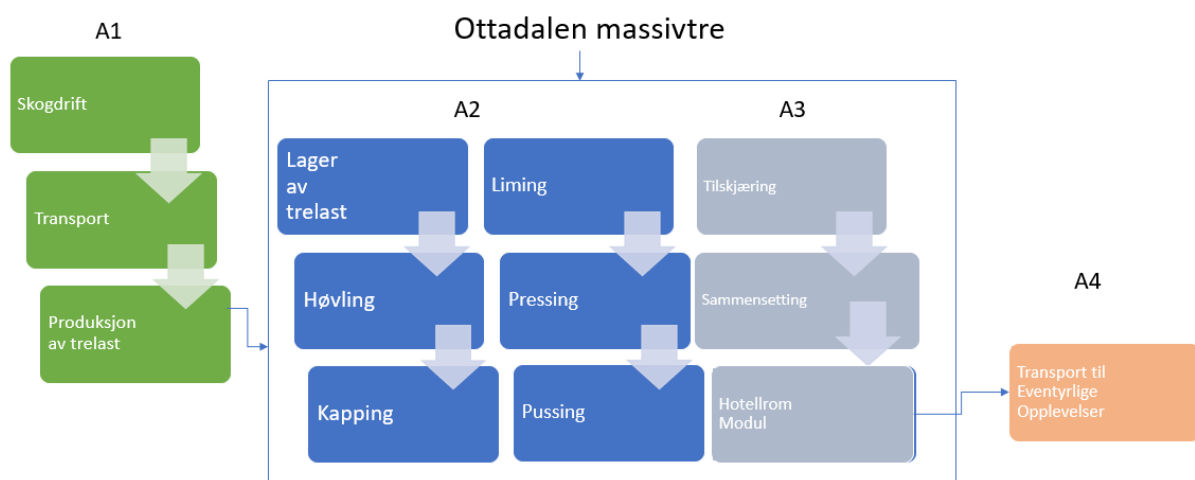 A1
Ottadalen massivtre
Skogdrift
Transport
Produksjon
av trelast
A2
Lager
av
trelast
Høvling
Kapping
Liming
Pressing
Pussing
A3
Tilskjæring
Sammensetting
Hotellrom
Modul
A4
Transport til
Eventyrlige
Opplevelser